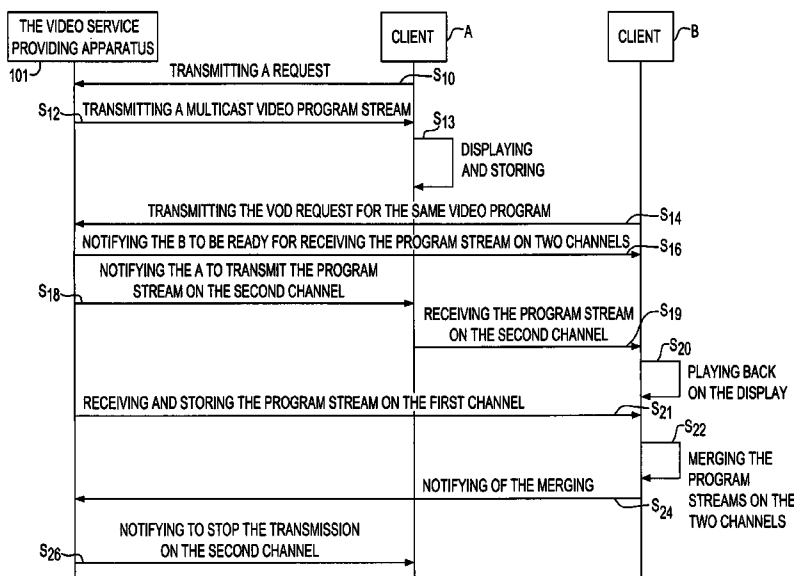 THE VIDEO SERVICE
PROVIDING APPARATUS
101
CLIENT
A
CLIENT
B
TRANSMITTING A REQUEST
S10
S12
TRANSMITTING A MULTICAST VIDEO PROGRAM STREAM
S13
DISPLAYING
AND STORING
TRANSMITTING THE VOD REQUEST FOR THE SAME VIDEO PROGRAM
S14
NOTIFYING THE B TO BE READY FOR RECEIVING THE PROGRAM STREAM ON TWO CHANNELS
S16
NOTIFYING THE A TO TRANSMIT THE PROGRAM
STREAM ON THE SECOND CHANNEL
S18
RECEIVING THE PROGRAM STREAM
ON THE SECOND CHANNEL
S19
S20
PLAYING BACK
ON THE DISPLAY
RECEIVING AND STORING THE PROGRAM STREAM ON THE FIRST CHANNEL
S21
S22
MERGING THE
PROGRAM
STREAMS ON THE
TWO CHANNELS
NOTIFYING OF THE MERGING
S24
NOTIFYING TO STOP THE TRANSMISSION
ON THE SECOND CHANNEL
S26